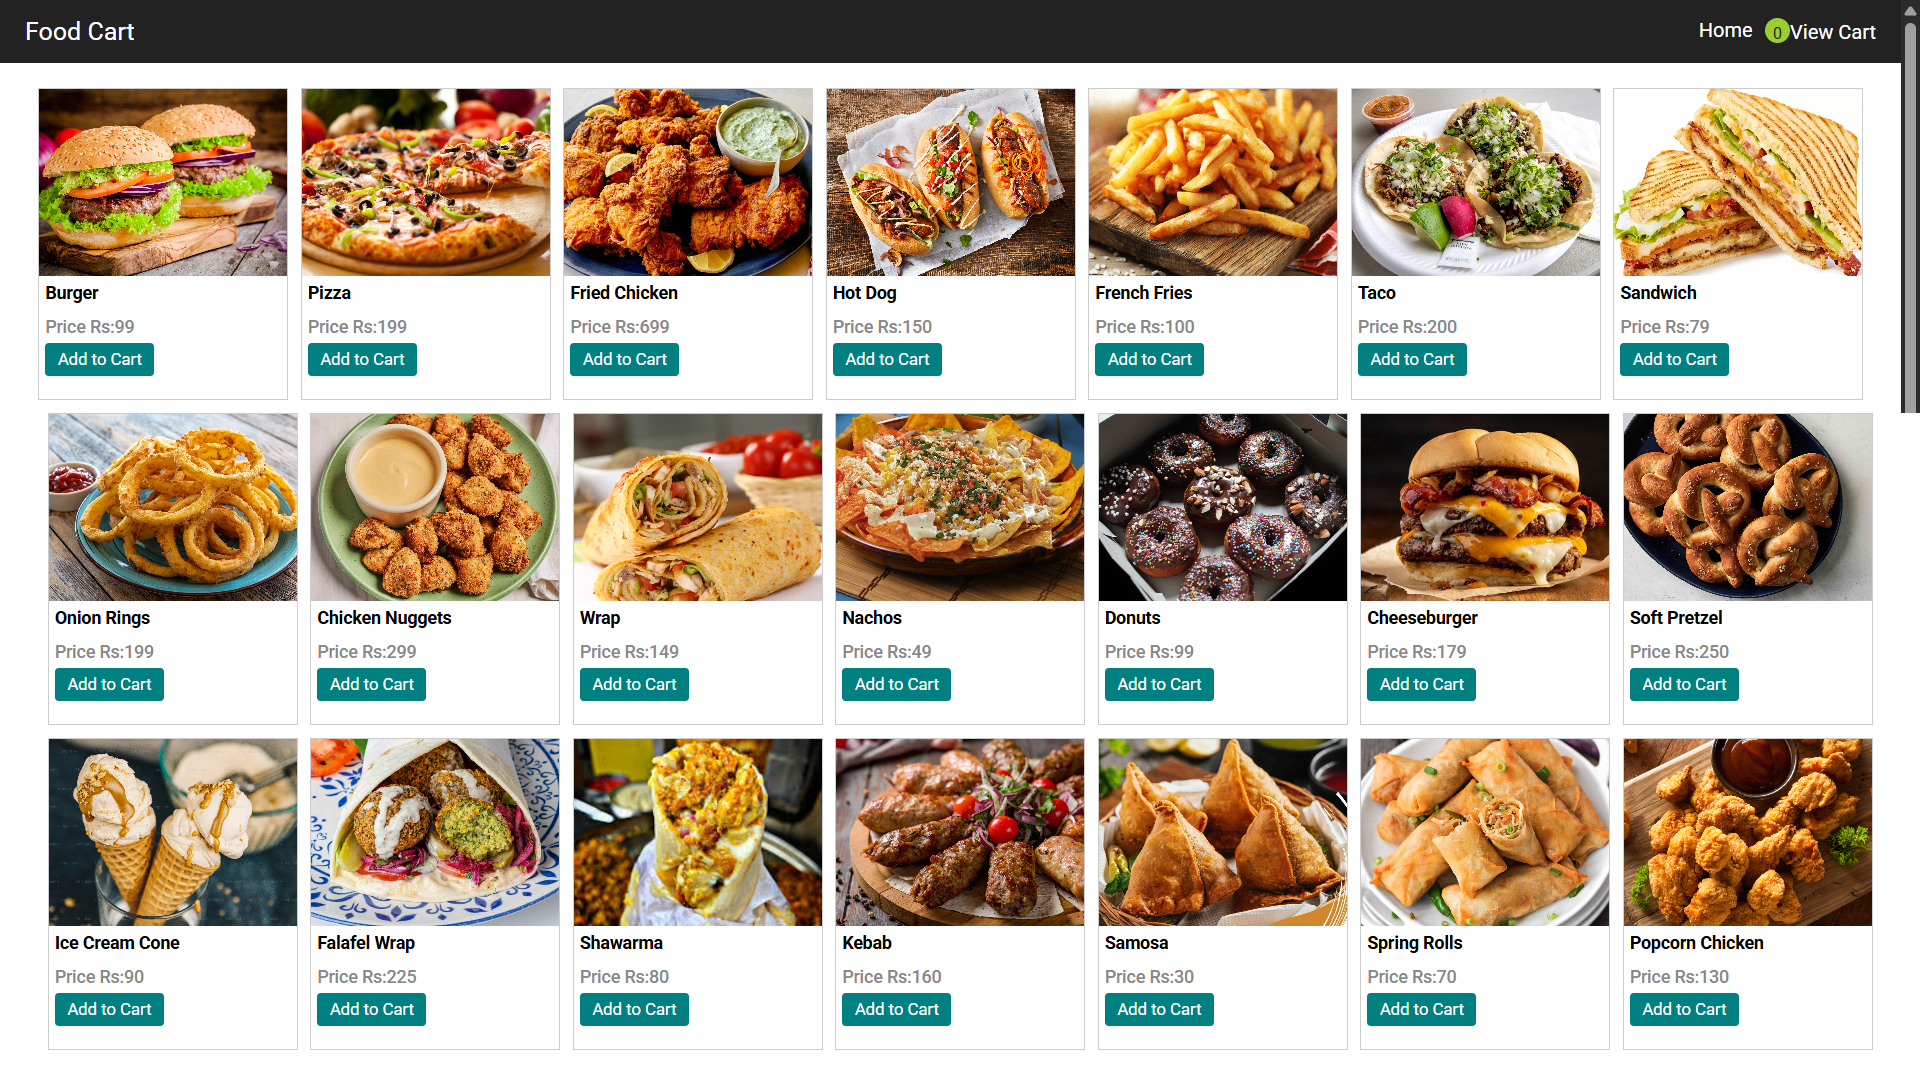 Food Cart
Home 0 View Cart
Burger
Price Rs:99
Add to Cart
Pizza
Price Rs:199
Add to Cart
Fried Chicken
Price Rs:699
Add to Cart
Hot Dog
Price Rs:150
Add to Cart
French Fries
Price Rs:100
Add to Cart
Taco
Price Rs:200
Add to Cart
Sandwich
Price Rs:79
Add to Cart
Onion Rings
Price Rs:199
Add to Cart
Chicken Nuggets
Price Rs:299
Add to Cart
Wrap
Price Rs:149
Add to Cart
Nachos
Price Rs:49
Add to Cart
Donuts
Price Rs:99
Add to Cart
Cheeseburger
Price Rs:179
Add to Cart
Soft Pretzel
Price Rs:250
Add to Cart
Ice Cream Cone
Price Rs:90
Add to Cart
Falafel Wrap
Price Rs:225
Add to Cart
Shawarma
Price Rs:80
Add to Cart
Kebab
Price Rs:160
Add to Cart
Samosa
Price Rs:30
Add to Cart
Spring Rolls
Price Rs:70
Add to Cart
Popcorn Chicken
Price Rs:130
Add to Cart